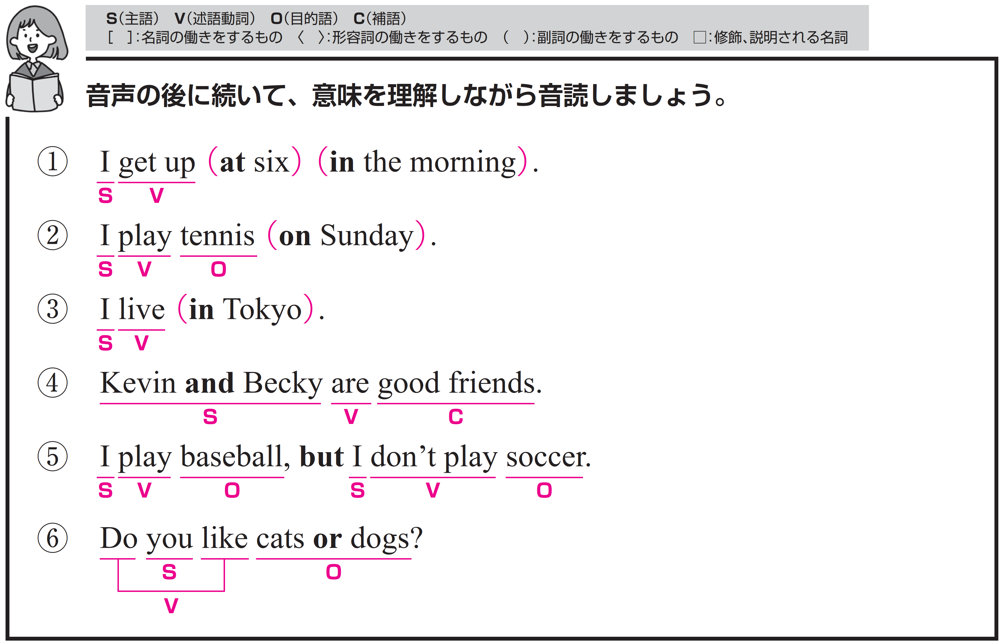 S（主語） V（述語動詞） O（目的語） C（補語）
［ ］：名詞の働きをするもの 〈 〉：形容詞の働きをするもの （ ）：副詞の働きをするもの □：修飾、説明される名詞
音声の後に続いて、意味を理解しながら音読しましょう。
① I get up (at six) (in the morning).
S V
② I play tennis (on Sunday).
S V O
③ I live (in Tokyo).
S V
④ Kevin and Becky are good friends.
S V C
⑤ I play baseball, but I don’t play soccer.
S V O S V O
⑥ Do you like cats or dogs?
S O
V